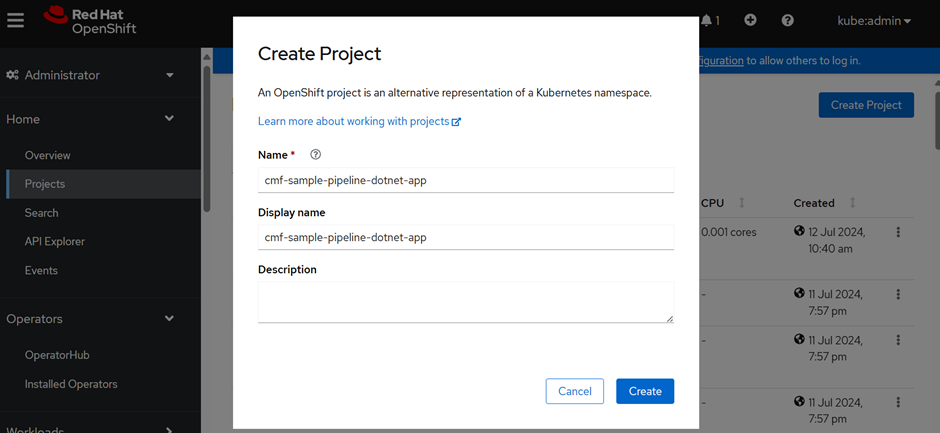 Red Hat
OpenShift
1
kube:admin
Administrator
Home
Overview
Projects
Search
API Explorer
Events
Operators
OperatorHub
Installed Operators
Workloads
figuration to allow others to log in.
Create Project
CPU
Created
0.001 cores
12 Jul 2024,
10:40 am
-
11 Jul 2024,
7:57 pm
-
11 Jul 2024,
7:57 pm
-
11 Jul 2024,
7:57 pm
Create Project
An OpenShift project is an alternative representation of a Kubernetes namespace.
Learn more about working with projects
Name *
cmf-sample-pipeline-dotnet-app
Display name
cmf-sample-pipeline-dotnet-app
Description
Cancel
Create